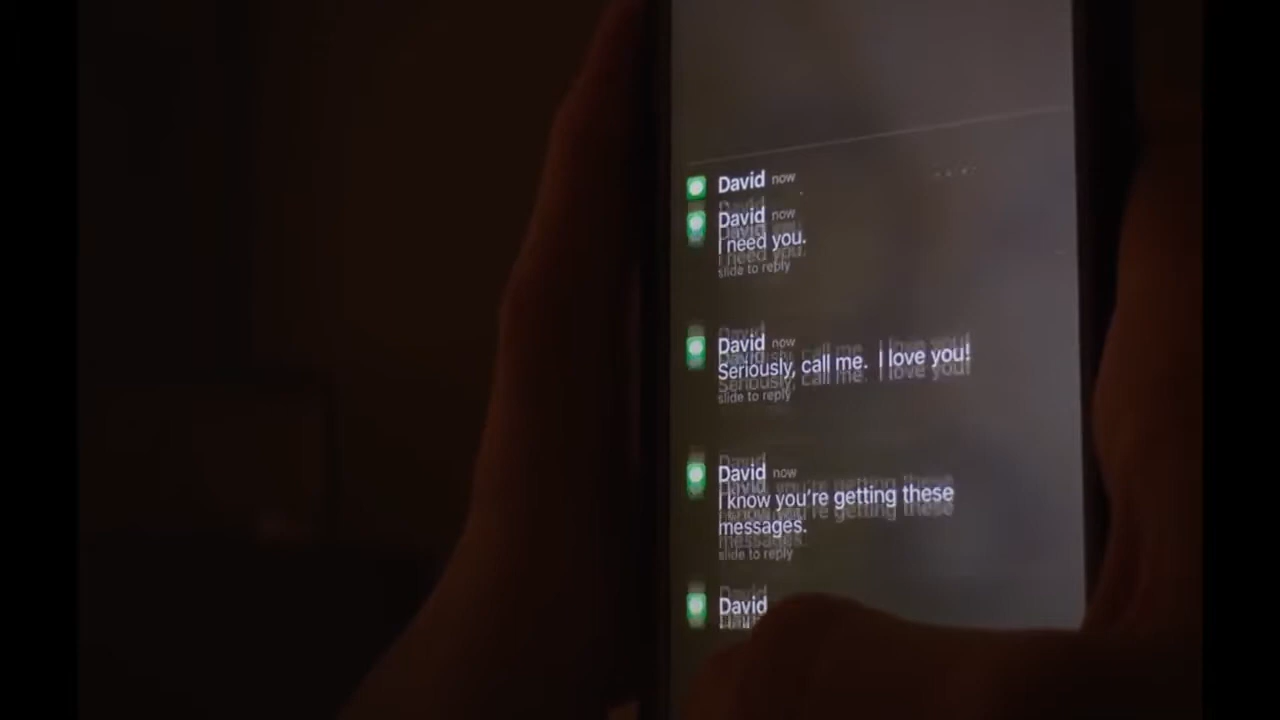 David now
David now
I need you.
slide to reply
David now
Seriously, call me. I love you!
slide to reply
David now
I know you're getting these
messages.
slide to reply
David